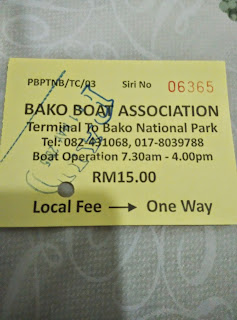 PBPTNB/TC/03 Siri No 06365
BAKO BOAT ASSOCIATION
Terminal To Bako National Park
Tel: 082-431068, 017-8039788
Boat Operation 7.30am - 4.00pm
RM15.00
Local Fee → One Way